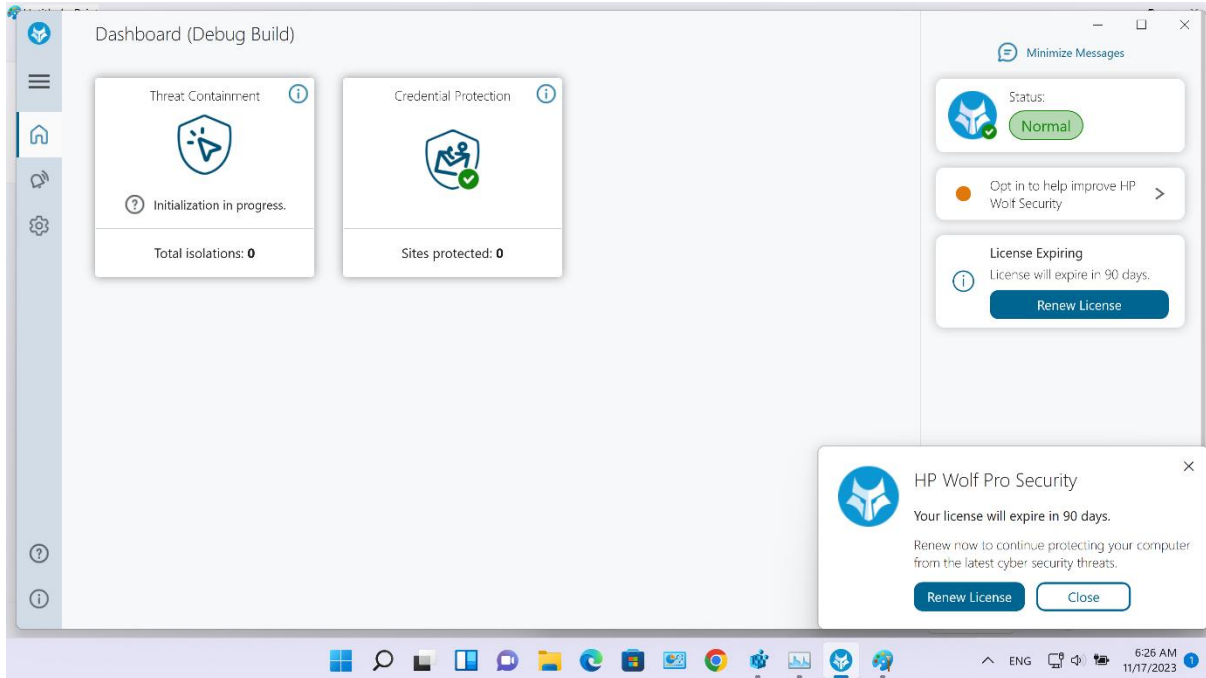 Dashboard (Debug Build)
Minimize Messages
Threat Containment
Initialization in progress.
Total isolations: 0
Credential Protection
Sites protected: 0
Status:
Normal
Opt in to help improve HP
Wolf Security
License Expiring
License will expire in 90 days.
Renew License
HP Wolf Pro Security
Your license will expire in 90 days.
Renew now to continue protecting your computer
from the latest cyber security threats.
Renew License
Close
ENG
6:26 AM
11/17/2023
1